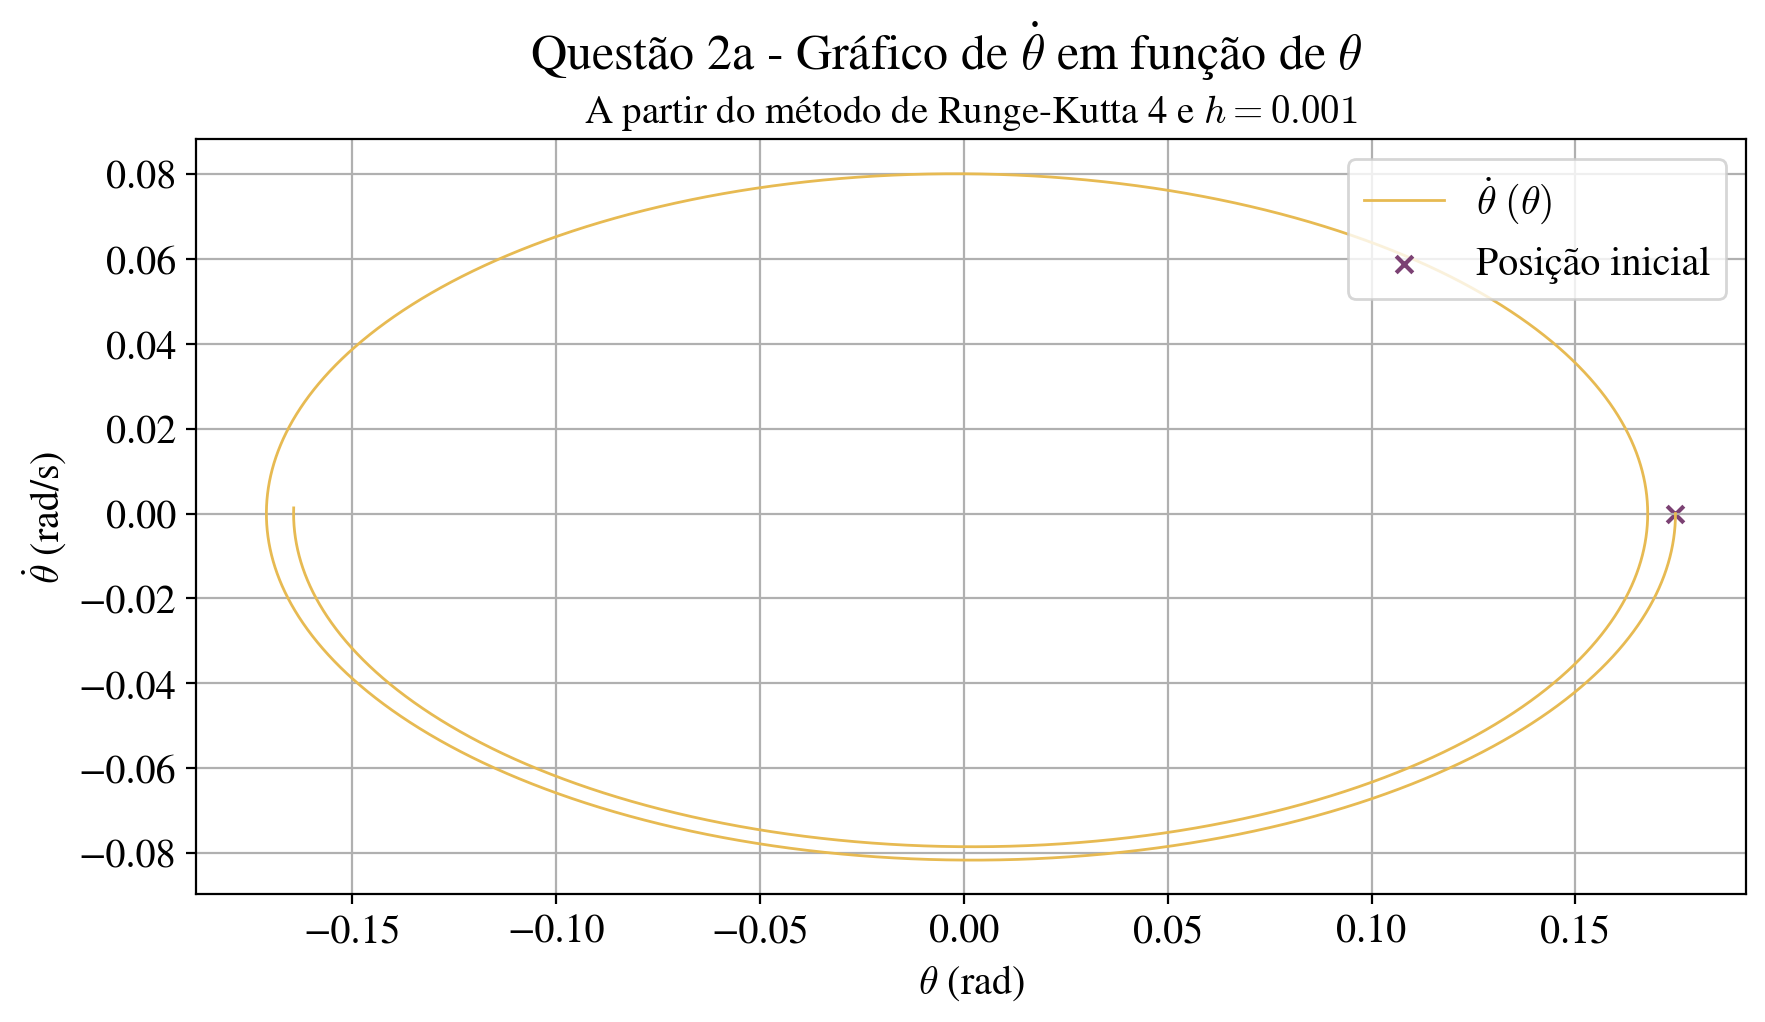 Questão 2a - Gráfico de θ̇ em função de θ
A partir do método de Runge-Kutta 4 e h = 0.001
θ̇ (θ)
Posição inicial
0.08
0.06
0.04
0.02
0.00
−0.02
−0.04
−0.06
−0.08
θ̇ (rad/s)
−0.15 −0.10 −0.05 0.00 0.05 0.10 0.15
θ (rad)